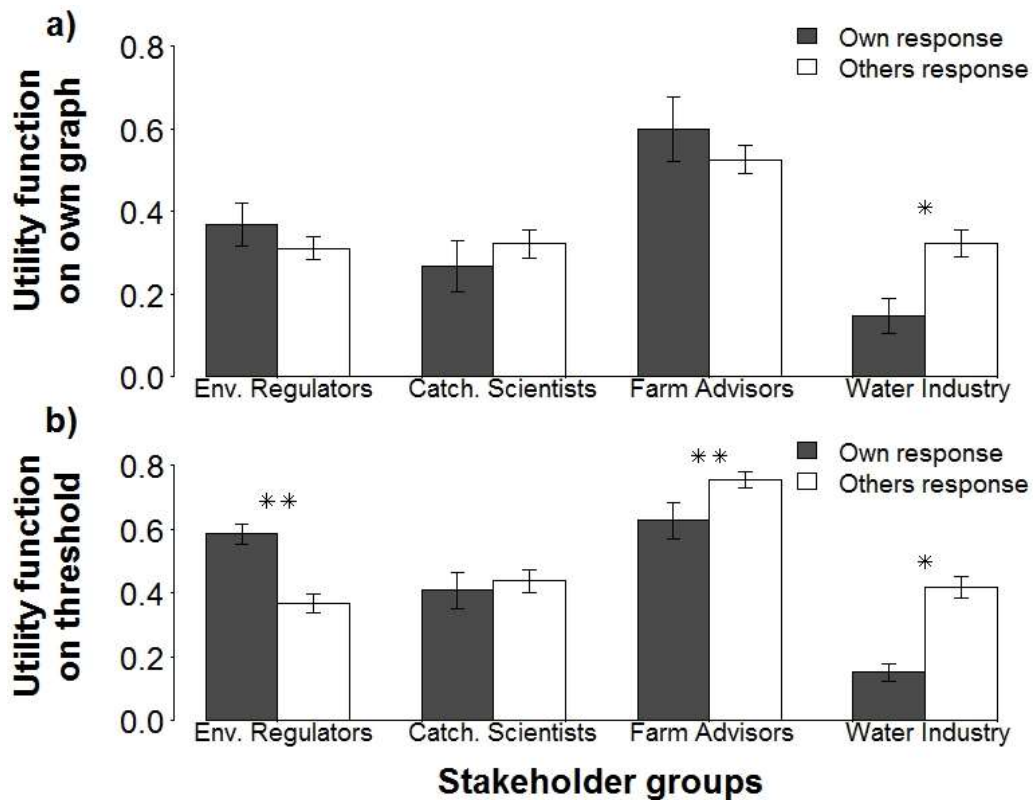 a)
Utility function
on own graph
0.8
0.6
0.4
0.2
0.0
Own response
Others response
*
Env. Regulators
Catch. Scientists
Farm Advisors
Water Industry
b)
Utility function
on threshold
0.8
0.6
0.4
0.2
0.0
Own response
Others response
**
**
*
Env. Regulators
Catch. Scientists
Farm Advisors
Water Industry
Stakeholder groups